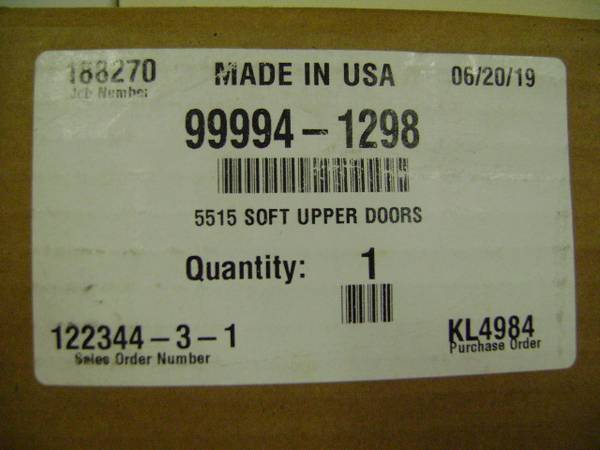 188270 MADE IN USA 06/20/19
Job Number
99994-1298
5515 SOFT UPPER DOORS
Quantity: 1
122344-3-1 KL4984
Sales Order Number Purchase Order